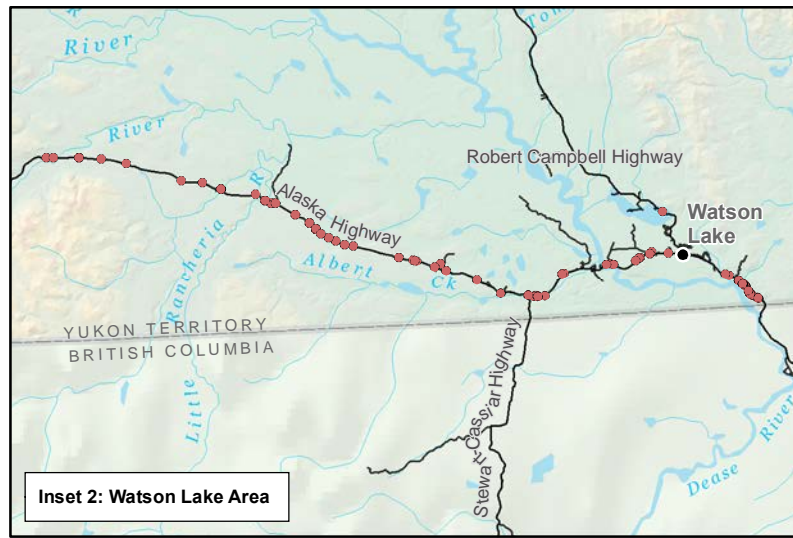 River
Ton
River
Robert Campbell Highway
Alaska Highway
Watson
Lake
Albert Ck
Little Rancheria R
YUKON TERRITORY
BRITISH COLUMBIA
Stewart-Cassiar Highway
Dease River
Inset 2: Watson Lake Area